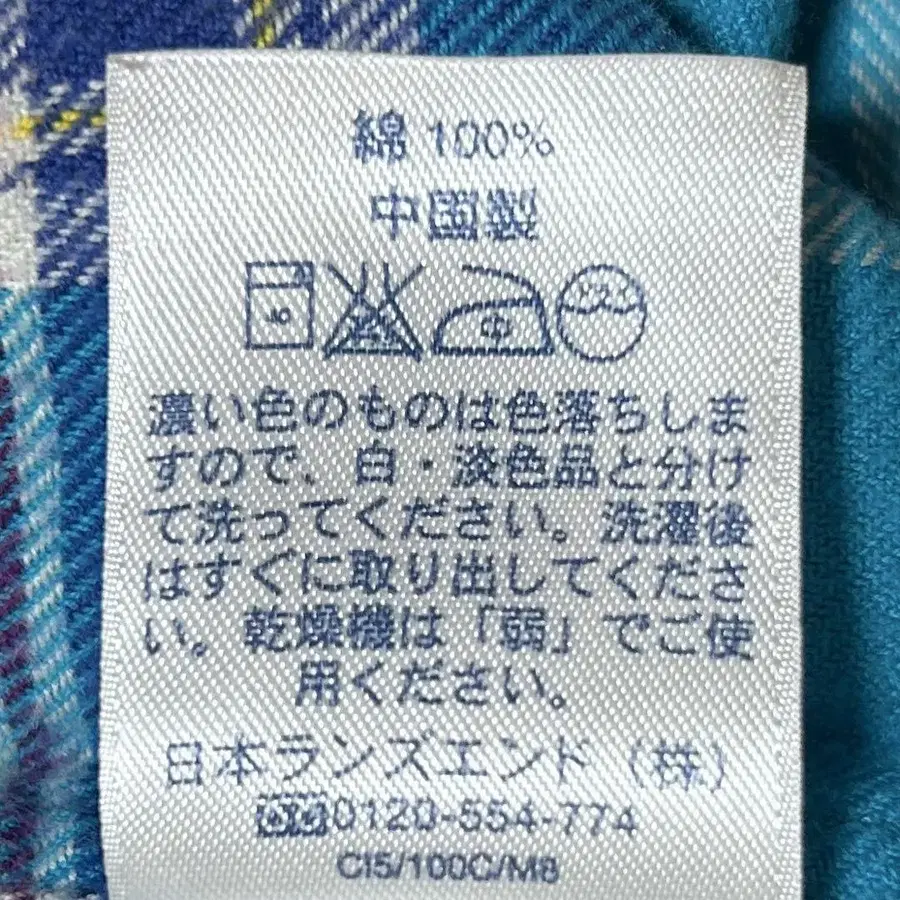 綿 100%
中国製
40
中
濃い色のものは色落ちしま
すので、白・淡色品と分け
て洗ってください。洗濯後
はすぐに取り出してくださ
い。乾燥機は「弱」でご使
用ください。
日本ランズエンド（株）
0120-554-774
CI5/100C/M8